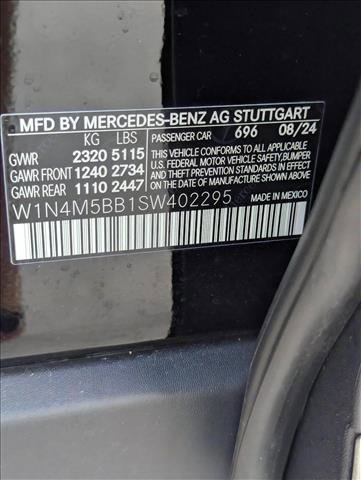 MFD BY MERCEDES-BENZ AG STUTTGART
KG LBS PASSENGER CAR 696 08/24
GWR 2320 5115 THIS VEHICLE CONFORMS TO ALL APPLICABLE
GAWR FRONT 1240 2734 U.S. FEDERAL MOTOR VEHICLE SAFETY, BUMPER
GAWR REAR 1110 2447 AND THEFT PREVENTION STANDARDS IN EFFECT
ON THE DATE OF MANUFACTURE SHOWN ABOVE.
W1N4M5BB1SW402295 MADE IN MEXICO